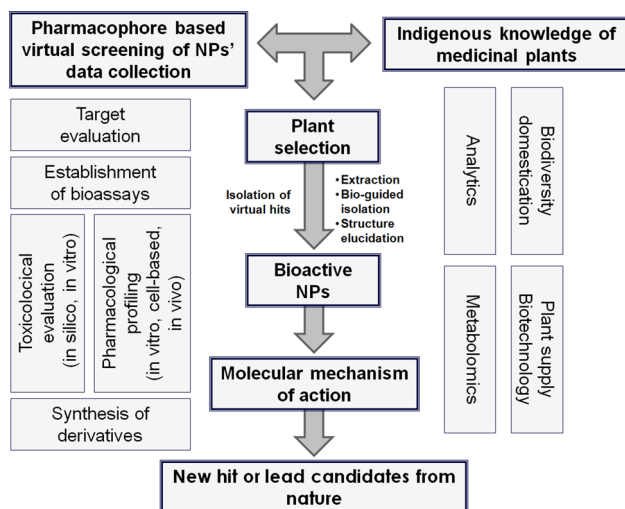 Pharmacophore based
virtual screening of NPs'
data collection
Indigenous knowledge of
medicinal plants
Target
evaluation
Establishment
of bioassays
Toxicolocical
evaluation
(in silico, in vitro)
Pharmacological
profiling
(in vitro, cell-based,
in vivo)
Synthesis of
derivatives
Plant
selection
Isolation of
virtual hits
•Extraction
•Bio-guided
isolation
•Structure
elucidation
Bioactive
NPs
Molecular mechanism
of action
New hit or lead candidates from
nature
Analytics
Biodiversity
domestication
Metabolomics
Plant supply
Biotechnology